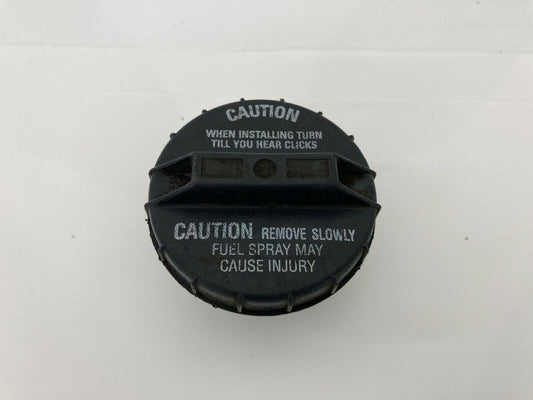 CAUTION
WHEN INSTALLING TURN
TILL YOU HEAR CLICKS
CAUTION REMOVE SLOWLY
FUEL SPRAY MAY
CAUSE INJURY